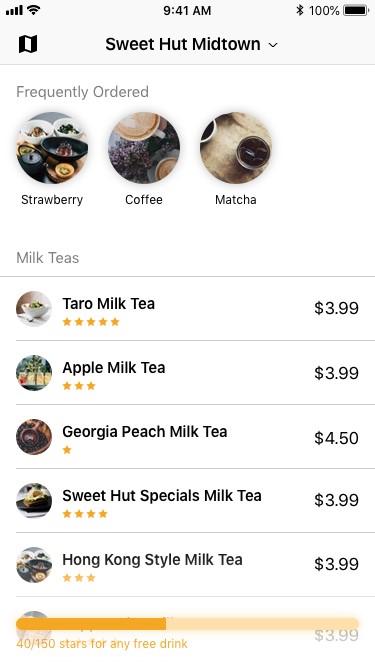 9:41 AM
100%
Sweet Hut Midtown
Frequently Ordered
Strawberry
Coffee
Matcha
Milk Teas
Taro Milk Tea
$3.99
Apple Milk Tea
$3.99
Georgia Peach Milk Tea
$4.50
Sweet Hut Specials Milk Tea
$3.99
Hong Kong Style Milk Tea
$3.99
$3.99
40/150 stars for any free drink